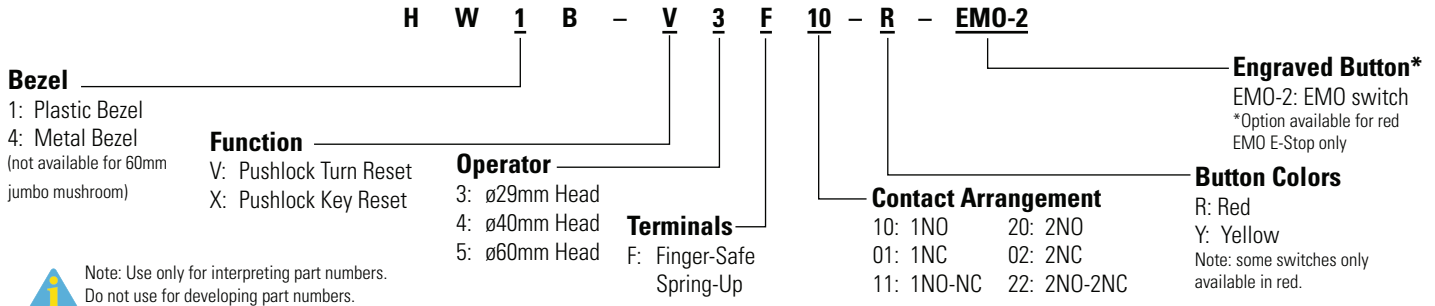 H W 1 B – V 3 F 10 – R – EMO-2
Bezel
1: Plastic Bezel
4: Metal Bezel
(not available for 60mm
jumbo mushroom)
Function
V: Pushlock Turn Reset
X: Pushlock Key Reset
Operator
3: ø29mm Head
4: ø40mm Head
5: ø60mm Head
Terminals
F: Finger-Safe
Spring-Up
Contact Arrangement
10: 1NO 20: 2NO
01: 1NC 02: 2NC
11: 1NO-NC 22: 2NO-2NC
Engraved Button*
EMO-2: EMO switch
*Option available for red
EMO E-Stop only
Button Colors
R: Red
Y: Yellow
Note: some switches only
available in red.
i Note: Use only for interpreting part numbers.
Do not use for developing part numbers.